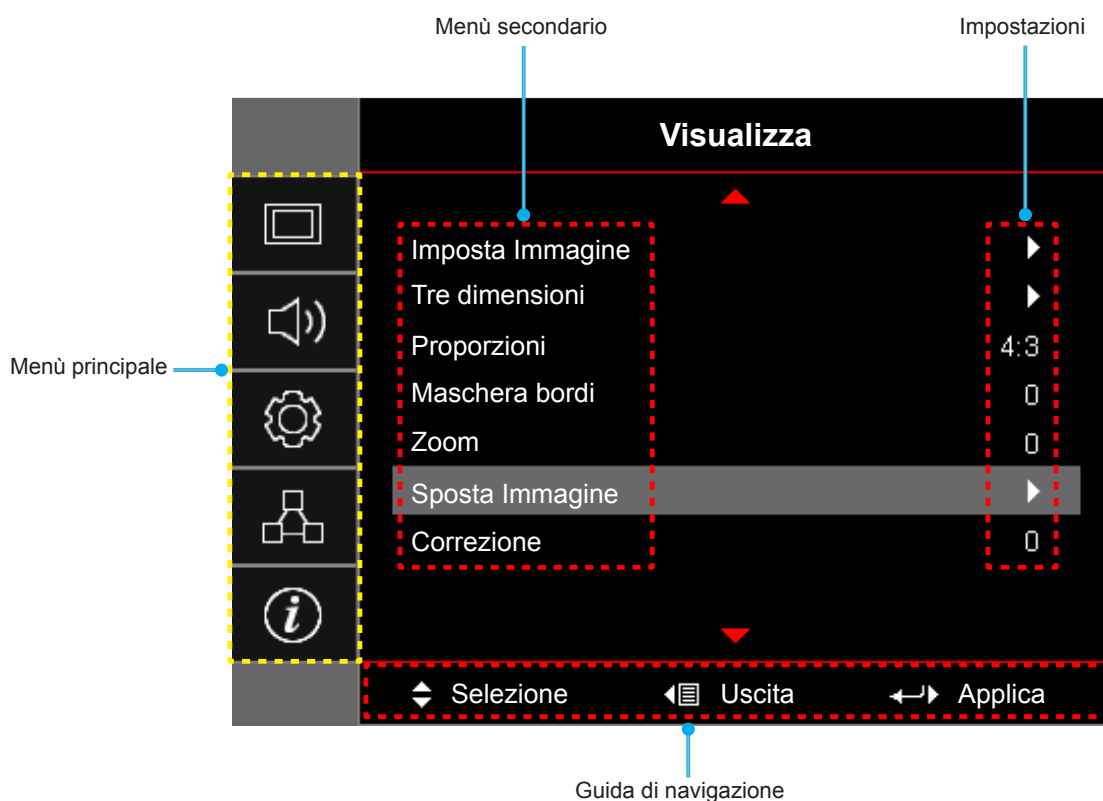 Menù secondario
Impostazioni
Visualizza
Imposta Immagine
Tre dimensioni
Proporzioni 4:3
Menù principale
Maschera bordi 0
Zoom 0
Sposta Immagine
Correzione 0
Selezione Uscita Applica
Guida di navigazione